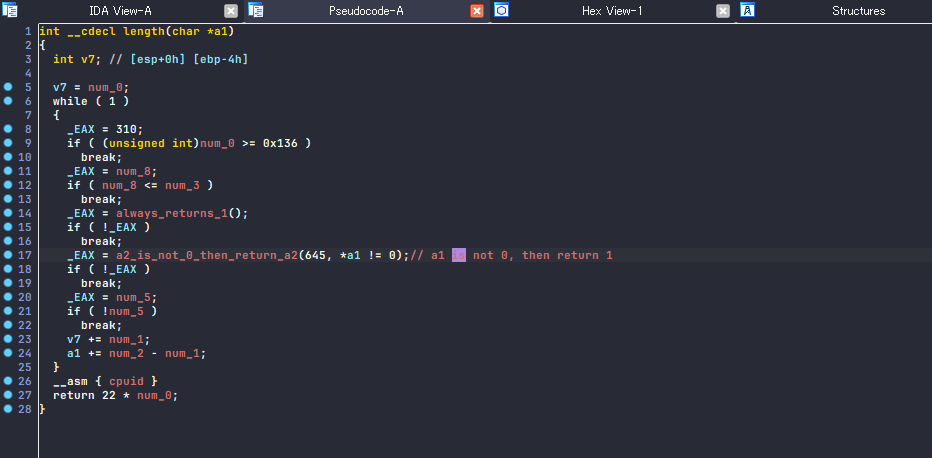 IDA View-A Pseudocode-A Hex View-1 Structures
1 int __cdecl length(char *a1)
2 {
3 int v7; // [esp+0h] [ebp-4h]
4
5 v7 = num_0;
6 while ( 1 )
7 {
8 _EAX = 310;
9 if ( (unsigned int)num_0 >= 0x136 )
10 break;
11 _EAX = num_8;
12 if ( num_8 <= num_3 )
13 break;
14 _EAX = always_returns_1();
15 if ( !_EAX )
16 break;
17 _EAX = a2_is_not_0_then_return_a2(645, *a1 != 0);// a1 is not 0, then return 1
18 if ( !_EAX )
19 break;
20 _EAX = num_5;
21 if ( !num_5 )
22 break;
23 v7 += num_1;
24 a1 += num_2 - num_1;
25 }
26 __asm { cpuid }
27 return 22 * num_0;
28 }